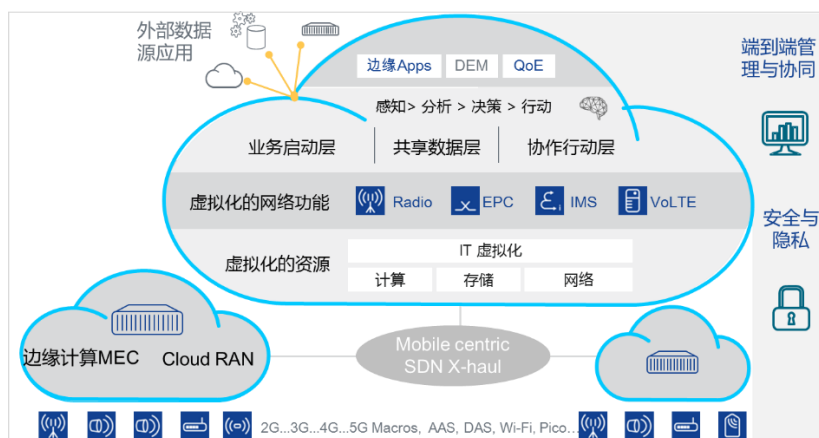 外部数据
源应用
边缘Apps DEM QoE
感知> 分析 > 决策 > 行动
业务启动层 共享数据层 协作行动层
虚拟化的网络功能 Radio EPC IMS VoLTE
虚拟化的资源
IT 虚拟化
计算 存储 网络
端到端管
理与协同
安全与
隐私
边缘计算MEC Cloud RAN
Mobile centric
SDN X-haul
2G...3G...4G...5G Macros, AAS, DAS, Wi-Fi, Pico...